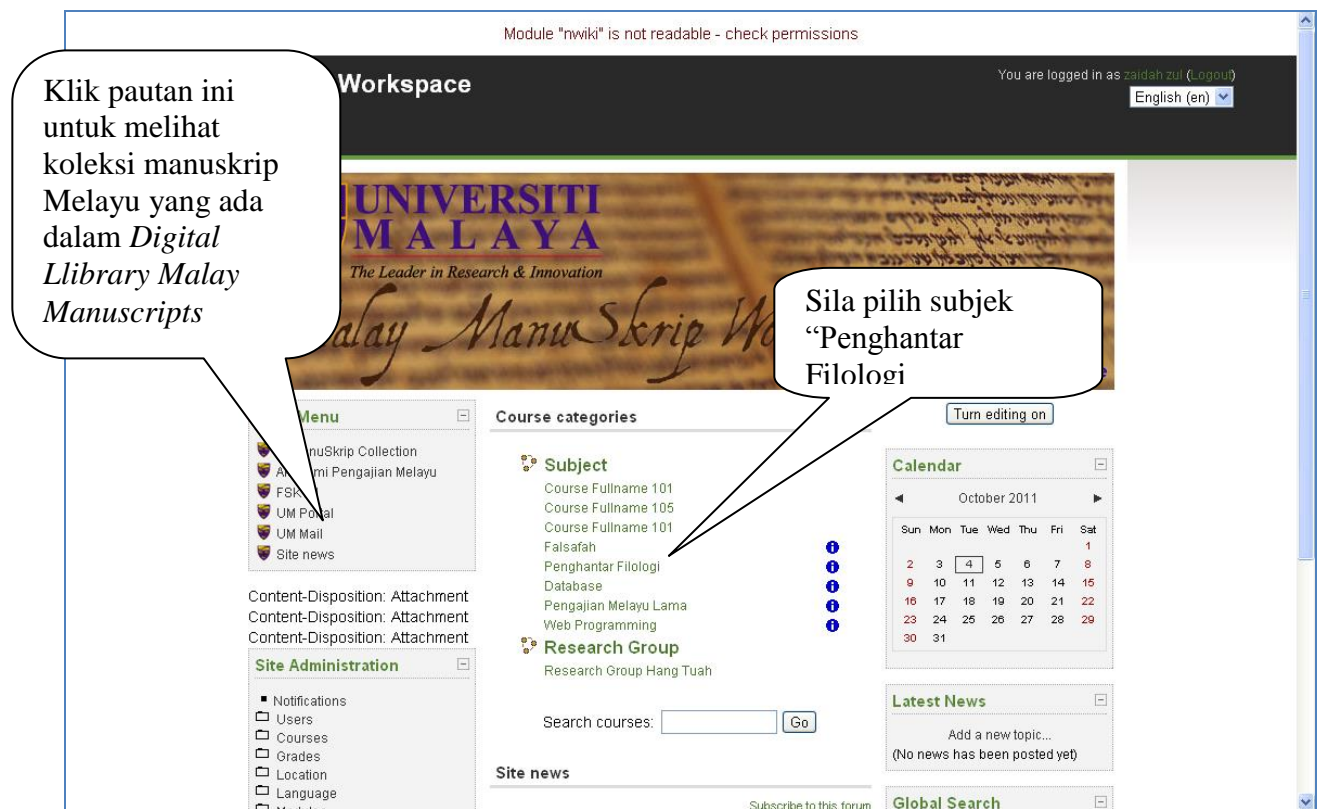 Module "nwiki" is not readable - check permissions
Klik pautan ini
untuk melihat
koleksi manuskrip
Melayu yang ada
dalam Digital
Llibrary Malay
Manuscripts
Workspace
You are logged in as zaidah zul (Logout)
English (en)
UNIVERSITI
MALAYA
The Leader in Research & Innovation
Manu Skrip
Sila pilih subjek
“Penghantar
Filologi
Menu
nuSkrip Collection
mi Pengajian Melayu
FSK
UM Portal
UM Mail
Site news
Content-Disposition: Attachment
Content-Disposition: Attachment
Content-Disposition: Attachment
Site Administration
Notifications
Users
Courses
Grades
Location
Language
Course categories
Subject
Course Fullname 101
Course Fullname 105
Course Fullname 101
Falsafah
Penghantar Filologi
Database
Pengajian Melayu Lama
Web Programming
Research Group
Research Group Hang Tuah
Search courses: Go
Site news
Subscribe to this forum
Turn editing on
Calendar
◄ October 2011 ►
Sun Mon Tue Wed Thu Fri Sat
1
2 3 4 5 6 7 8
9 10 11 12 13 14 15
16 17 18 19 20 21 22
23 24 25 26 27 28 29
30 31
Latest News
Add a new topic...
(No news has been posted yet)
Global Search